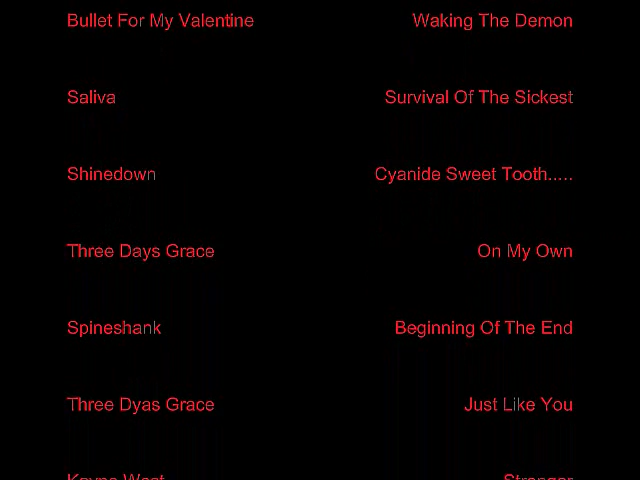 Bullet For My Valentine Waking The Demon
Saliva Survival Of The Sickest
Shinedown Cyanide Sweet Tooth.....
Three Days Grace On My Own
Spineshank Beginning Of The End
Three Dyas Grace Just Like You